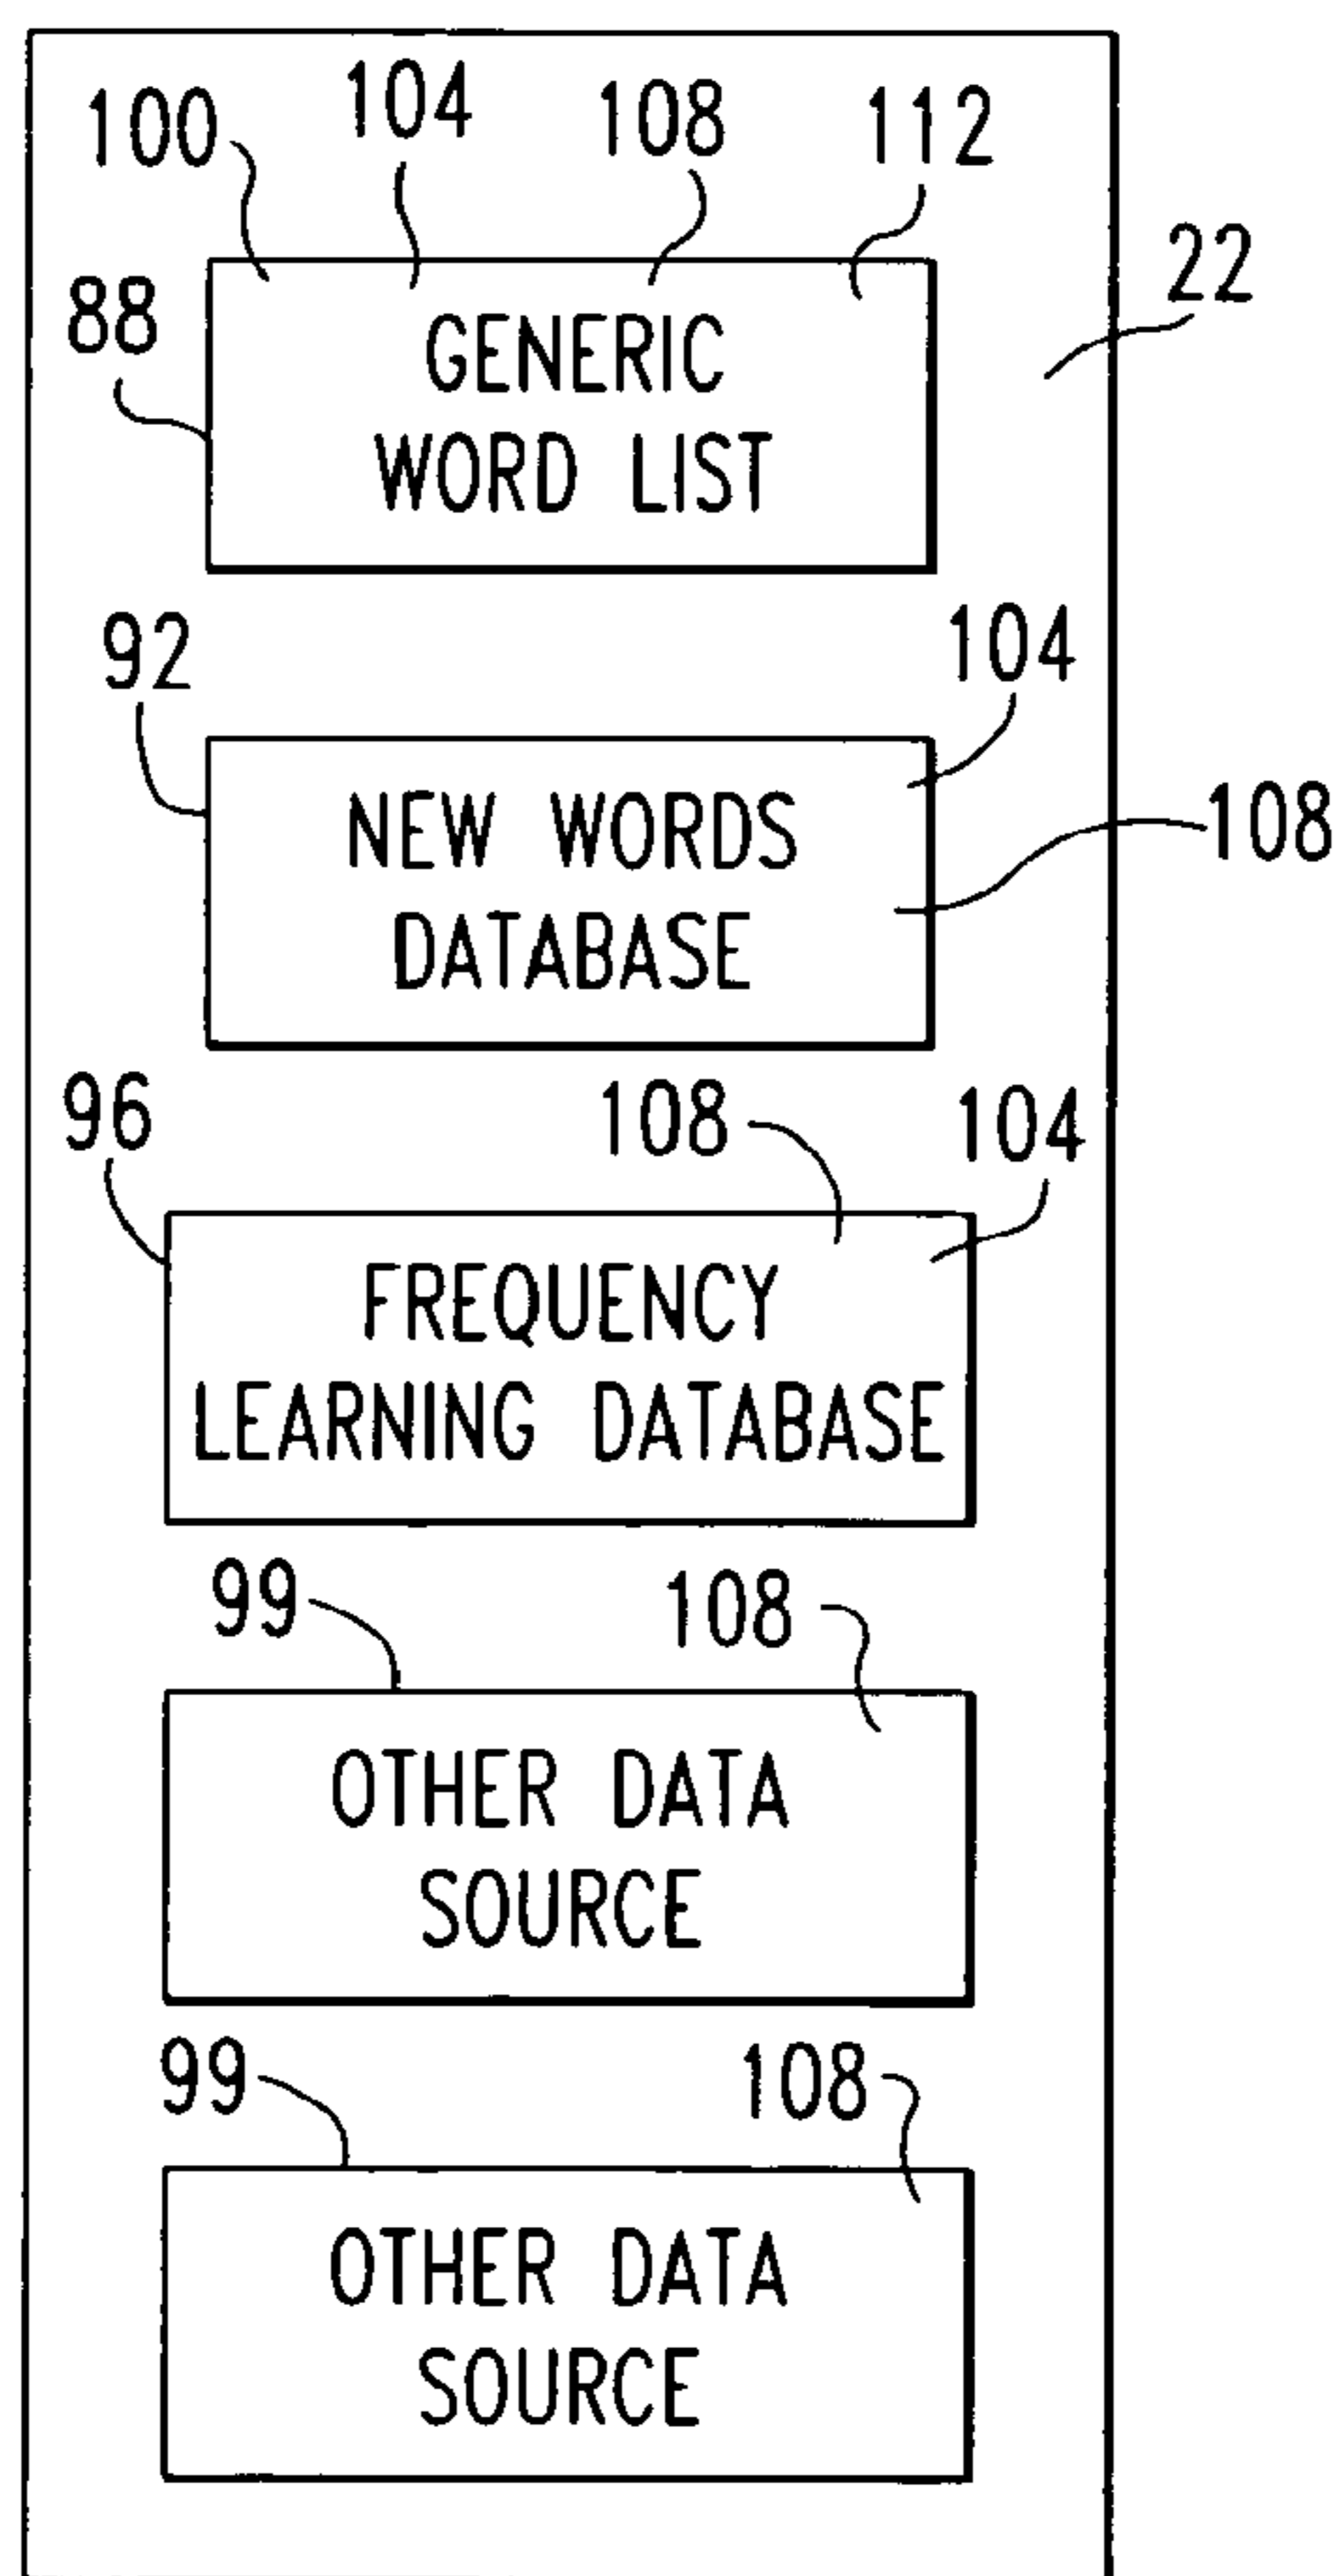 100 104 108 112
22
88
GENERIC
WORD LIST
92 104
NEW WORDS
108
DATABASE
96 108 104
FREQUENCY
LEARNING DATABASE
99 108
OTHER DATA
SOURCE
99 108
OTHER DATA
SOURCE